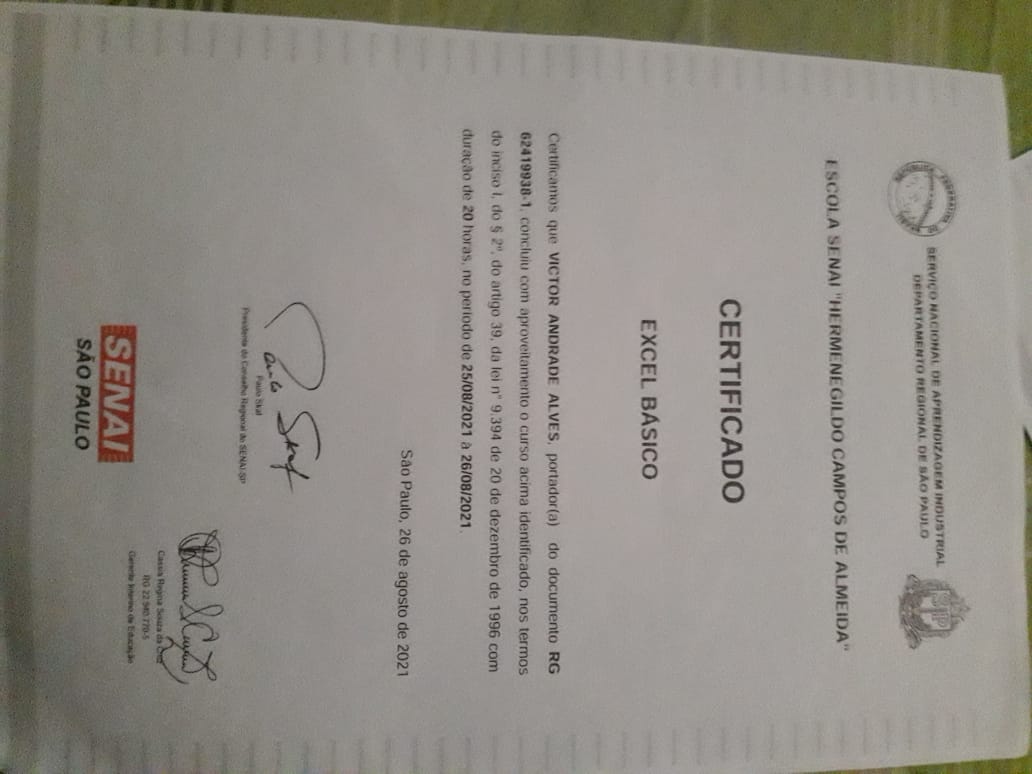 SERVIÇO NACIONAL DE APRENDIZAGEM INDUSTRIAL
DEPARTAMENTO REGIONAL DE SÃO PAULO
SP
ESCOLA SENAI "HERMENEGILDO CAMPOS DE ALMEIDA"
CERTIFICADO
EXCEL BÁSICO
Certificamos que VICTOR ANDRADE ALVES, portador(a) do documento RG
62419938-1, concluiu com aproveitamento o curso acima identificado, nos termos
do inciso I, do § 2º, do artigo 39, da lei n° 9.394 de 20 de dezembro de 1996 com
duração de 20 horas, no período de 25/08/2021 à 26/08/2021.
São Paulo, 26 de agosto de 2021
Paulo Skaf
Paulo Skaf
Presidente do Conselho Regional do SENAI-SP
Cassia Regina Souza da Cruz
RG 22.940.770-5
Gerente Interino de Educação
SENAI
SÃO PAULO